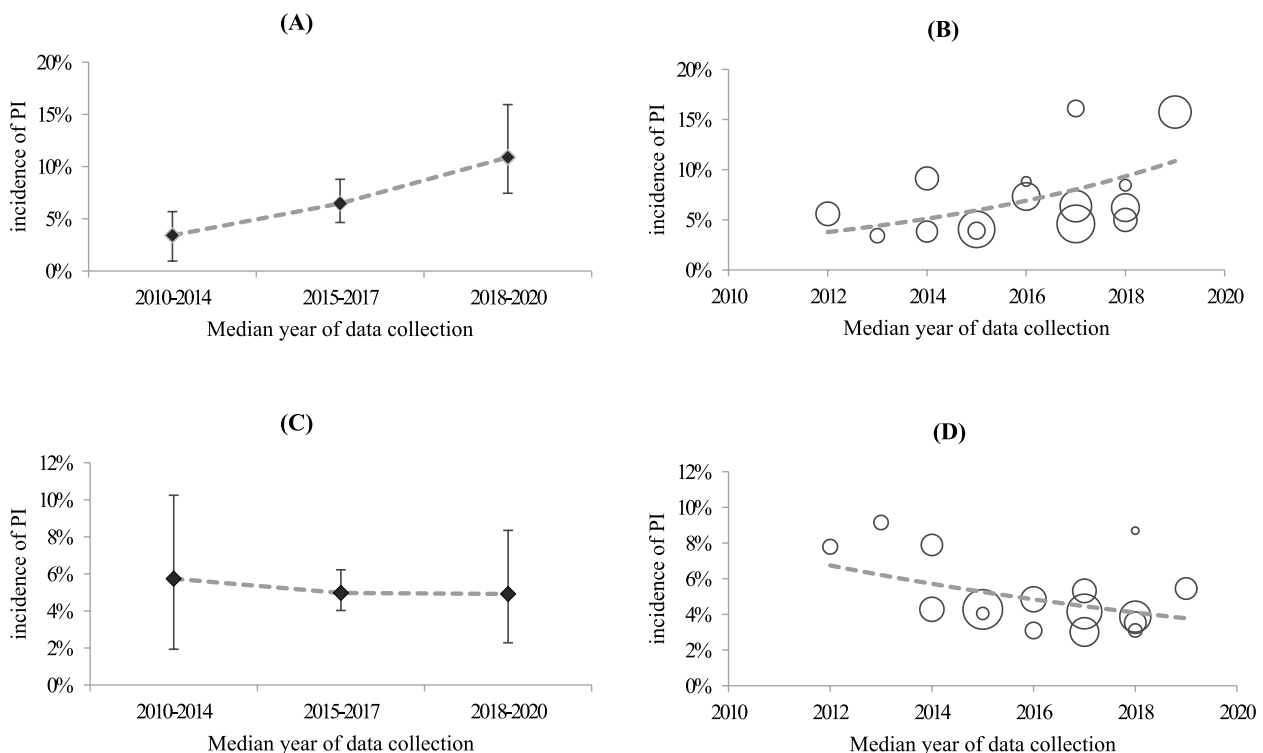 (A)
20%
15%
10%
5%
0%
incidence of PI
2010-2014 2015-2017 2018-2020
Median year of data collection
(B)
20%
15%
10%
5%
0%
incidence of PI
2010 2012 2014 2016 2018 2020
Median year of data collection
(C)
12%
10%
8%
6%
4%
2%
0%
incidence of PI
2010-2014 2015-2017 2018-2020
Median year of data collection
(D)
12%
10%
8%
6%
4%
2%
0%
incidence of PI
2010 2012 2014 2016 2018 2020
Median year of data collection